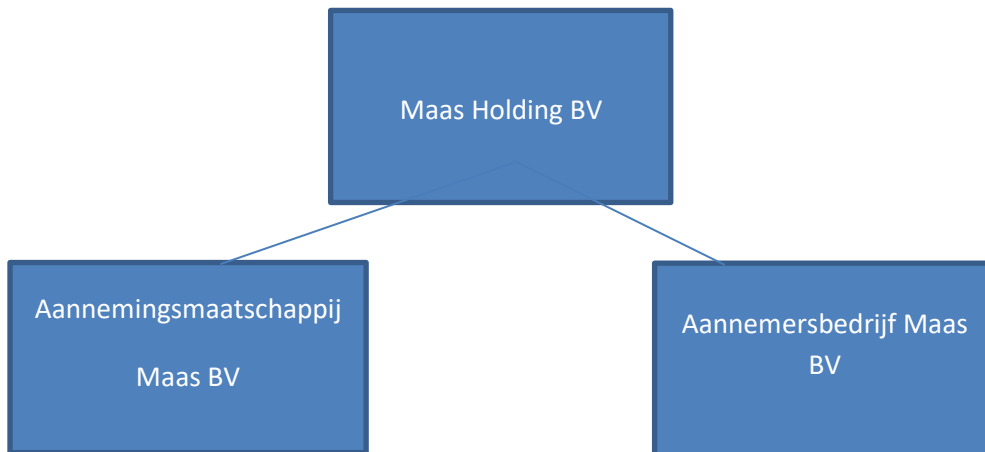 Maas Holding BV
Aannemingsmaatschappij
Maas BV
Aannemersbedrijf Maas
BV